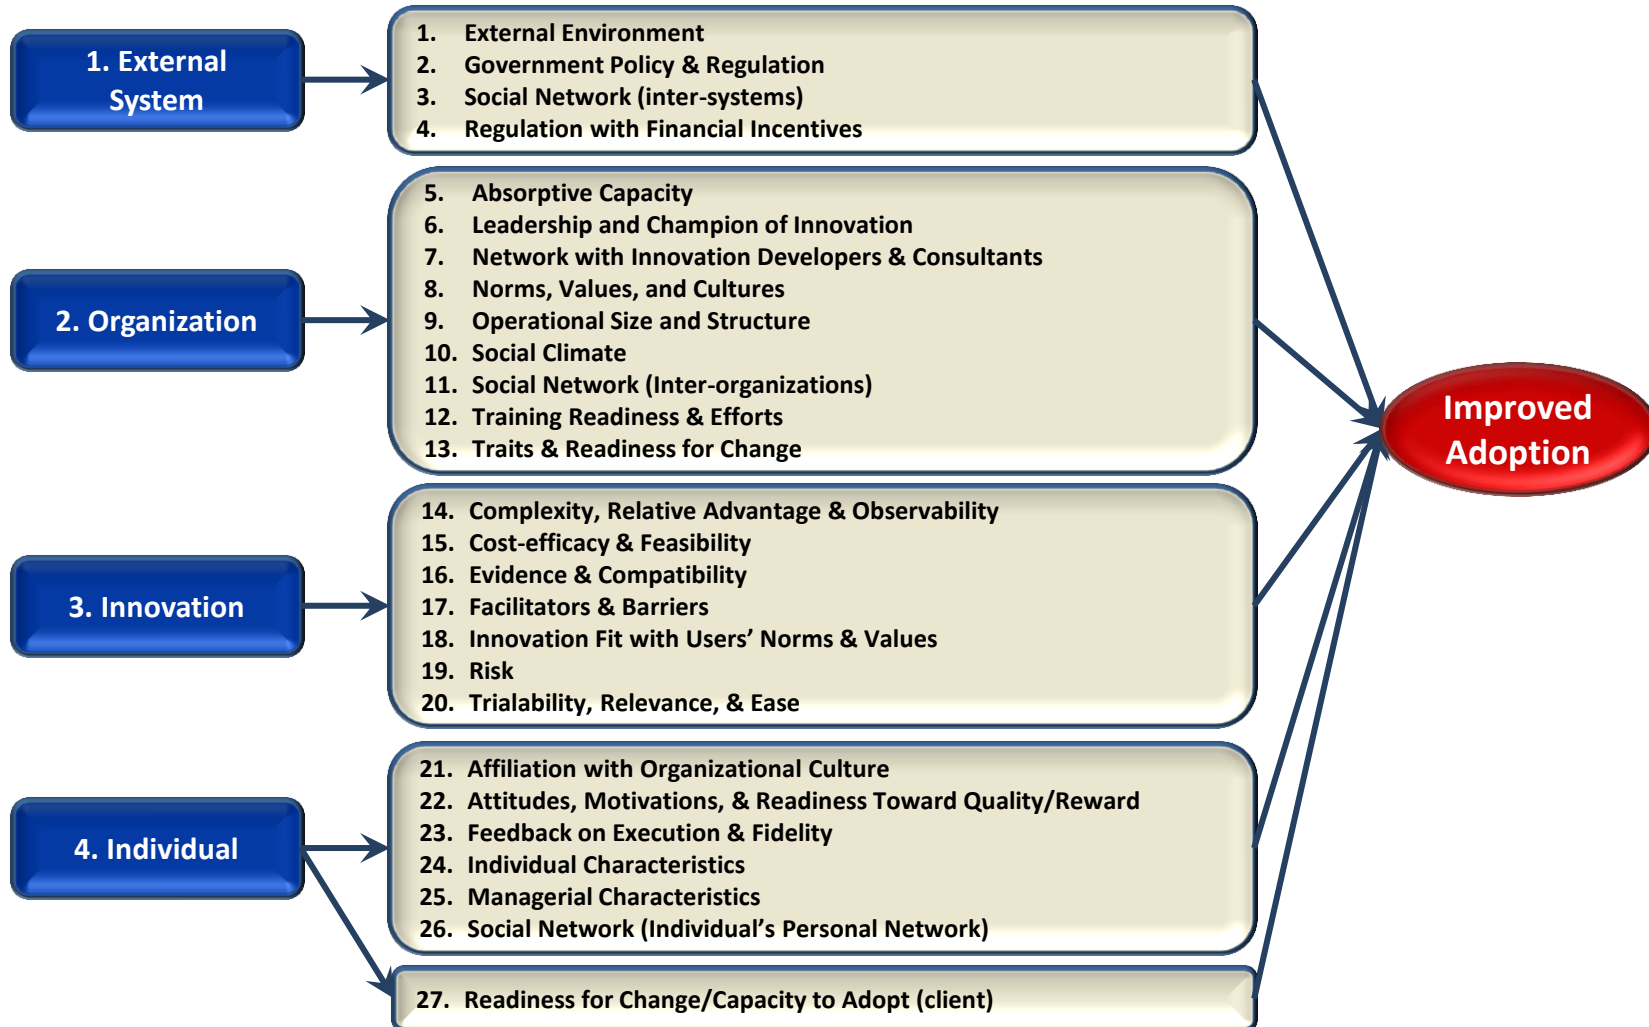 1. External
System
1. External Environment
2. Government Policy & Regulation
3. Social Network (inter-systems)
4. Regulation with Financial Incentives
2. Organization
5. Absorptive Capacity
6. Leadership and Champion of Innovation
7. Network with Innovation Developers & Consultants
8. Norms, Values, and Cultures
9. Operational Size and Structure
10. Social Climate
11. Social Network (Inter-organizations)
12. Training Readiness & Efforts
13. Traits & Readiness for Change
3. Innovation
14. Complexity, Relative Advantage & Observability
15. Cost-efficacy & Feasibility
16. Evidence & Compatibility
17. Facilitators & Barriers
18. Innovation Fit with Users’ Norms & Values
19. Risk
20. Trialability, Relevance, & Ease
4. Individual
21. Affiliation with Organizational Culture
22. Attitudes, Motivations, & Readiness Toward Quality/Reward
23. Feedback on Execution & Fidelity
24. Individual Characteristics
25. Managerial Characteristics
26. Social Network (Individual’s Personal Network)
27. Readiness for Change/Capacity to Adopt (client)
Improved
Adoption